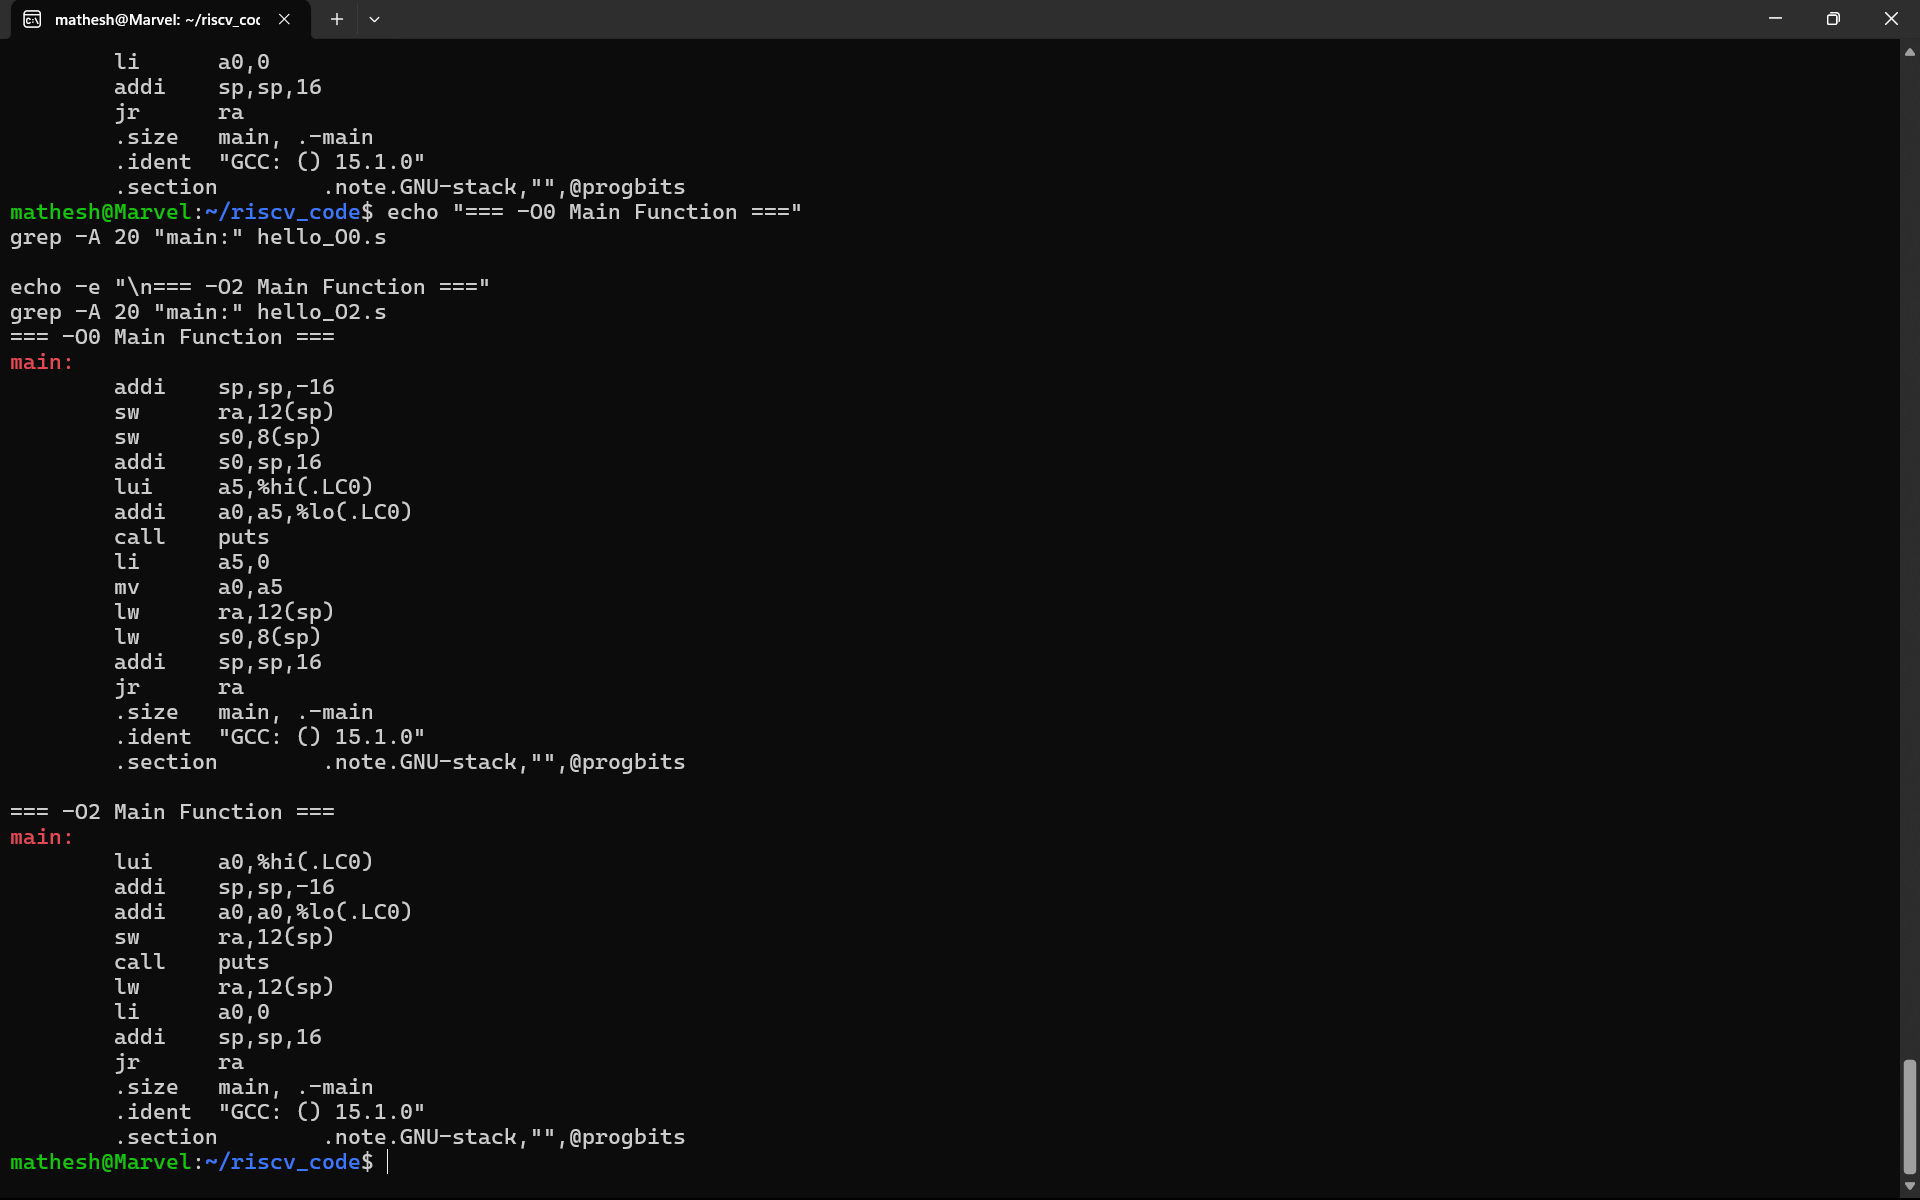 mathesh@Marvel: ~/riscv_coc
li a0,0
addi sp,sp,16
jr ra
.size main, .-main
.ident "GCC: () 15.1.0"
.section .note.GNU-stack,"",@progbits
mathesh@Marvel:~/riscv_code$ echo "=== -O0 Main Function ==="
grep -A 20 "main:" hello_O0.s
echo -e "\n=== -O2 Main Function ==="
grep -A 20 "main:" hello_O2.s
=== -O0 Main Function ===
main:
addi sp,sp,-16
sw ra,12(sp)
sw s0,8(sp)
addi s0,sp,16
lui a5,%hi(.LC0)
addi a0,a5,%lo(.LC0)
call puts
li a5,0
mv a0,a5
lw ra,12(sp)
lw s0,8(sp)
addi sp,sp,16
jr ra
.size main, .-main
.ident "GCC: () 15.1.0"
.section .note.GNU-stack,"",@progbits
=== -O2 Main Function ===
main:
lui a0,%hi(.LC0)
addi sp,sp,-16
addi a0,a0,%lo(.LC0)
sw ra,12(sp)
call puts
lw ra,12(sp)
li a0,0
addi sp,sp,16
jr ra
.size main, .-main
.ident "GCC: () 15.1.0"
.section .note.GNU-stack,"",@progbits
mathesh@Marvel:~/riscv_code$